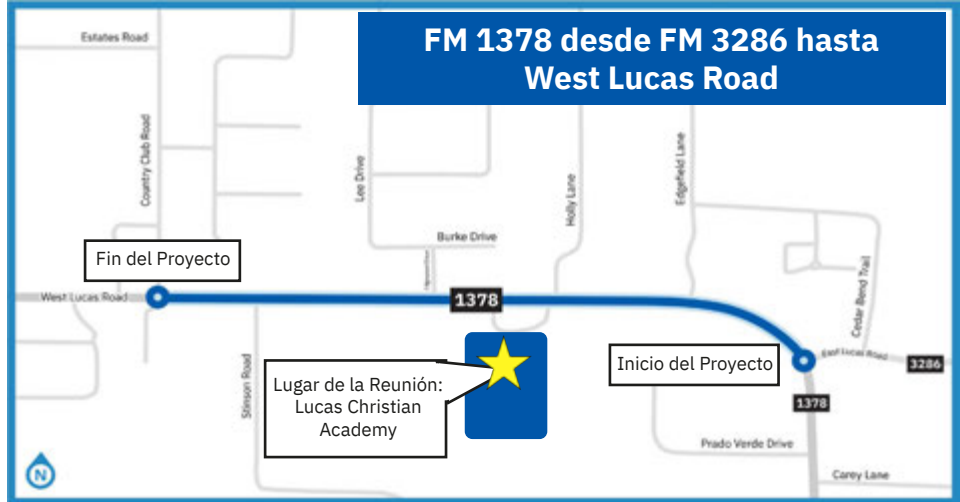 FM 1378 desde FM 3286 hasta
West Lucas Road
Estates Road
Country Club Road
Lee Drive
Holly Lane
Edgefield Lane
Burke Drive
Fin del Proyecto
West Lucas Road
1378
Cedar Bend Trail
East Lucas Road
3286
Inicio del Proyecto
Stinson Road
Lugar de la Reunión:
Lucas Christian
Academy
1378
Prado Verde Drive
Carey Lane
N